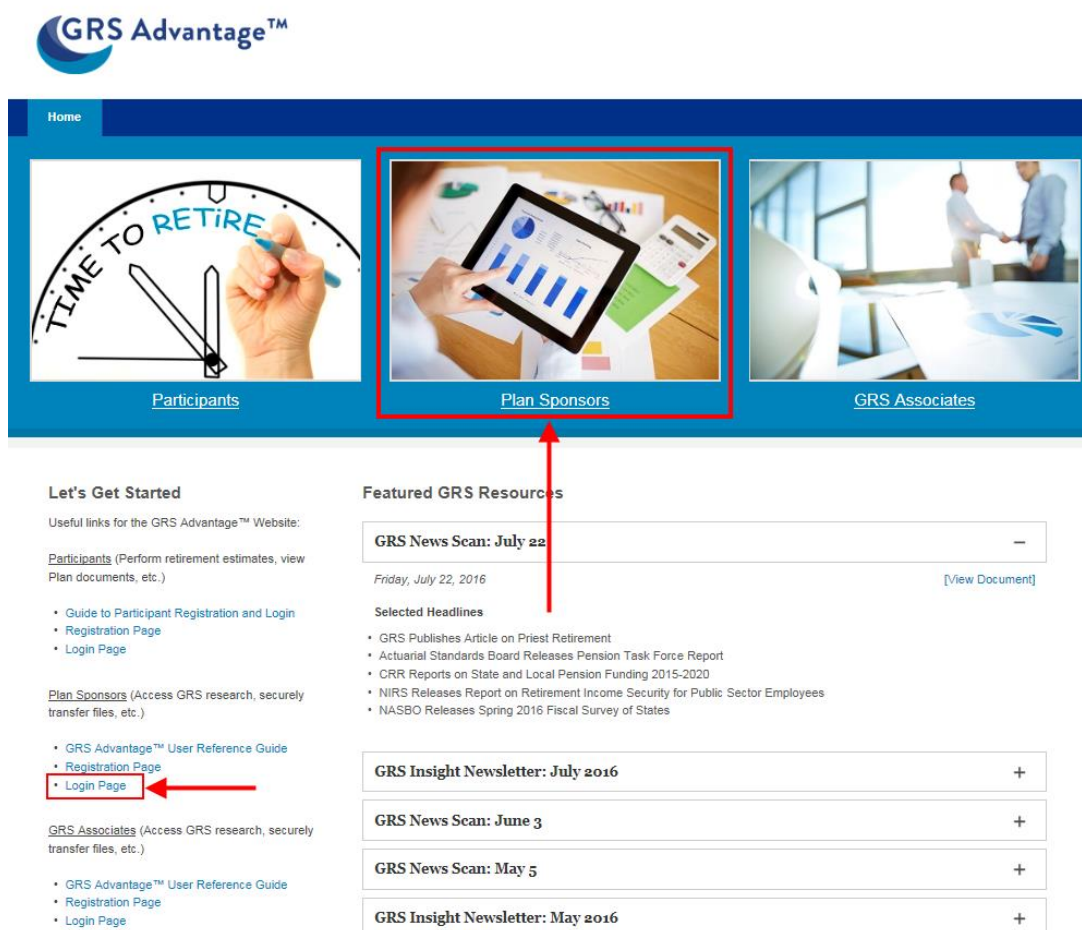 GRS Advantage™
Home
TIME TO RETIRE
Participants
Plan Sponsors
GRS Associates
Let's Get Started
Useful links for the GRS Advantage™ Website:
Participants (Perform retirement estimates, view
Plan documents, etc.)
• Guide to Participant Registration and Login
• Registration Page
• Login Page
Plan Sponsors (Access GRS research, securely
transfer files, etc.)
• GRS Advantage™ User Reference Guide
• Registration Page
• Login Page
GRS Associates (Access GRS research, securely
transfer files, etc.)
• GRS Advantage™ User Reference Guide
• Registration Page
• Login Page
Featured GRS Resources
GRS News Scan: July 22 −
Friday, July 22, 2016 [View Document]
Selected Headlines
• GRS Publishes Article on Priest Retirement
• Actuarial Standards Board Releases Pension Task Force Report
• CRR Reports on State and Local Pension Funding 2015-2020
• NIRS Releases Report on Retirement Income Security for Public Sector Employees
• NASBO Releases Spring 2016 Fiscal Survey of States
GRS Insight Newsletter: July 2016 +
GRS News Scan: June 3 +
GRS News Scan: May 5 +
GRS Insight Newsletter: May 2016 +